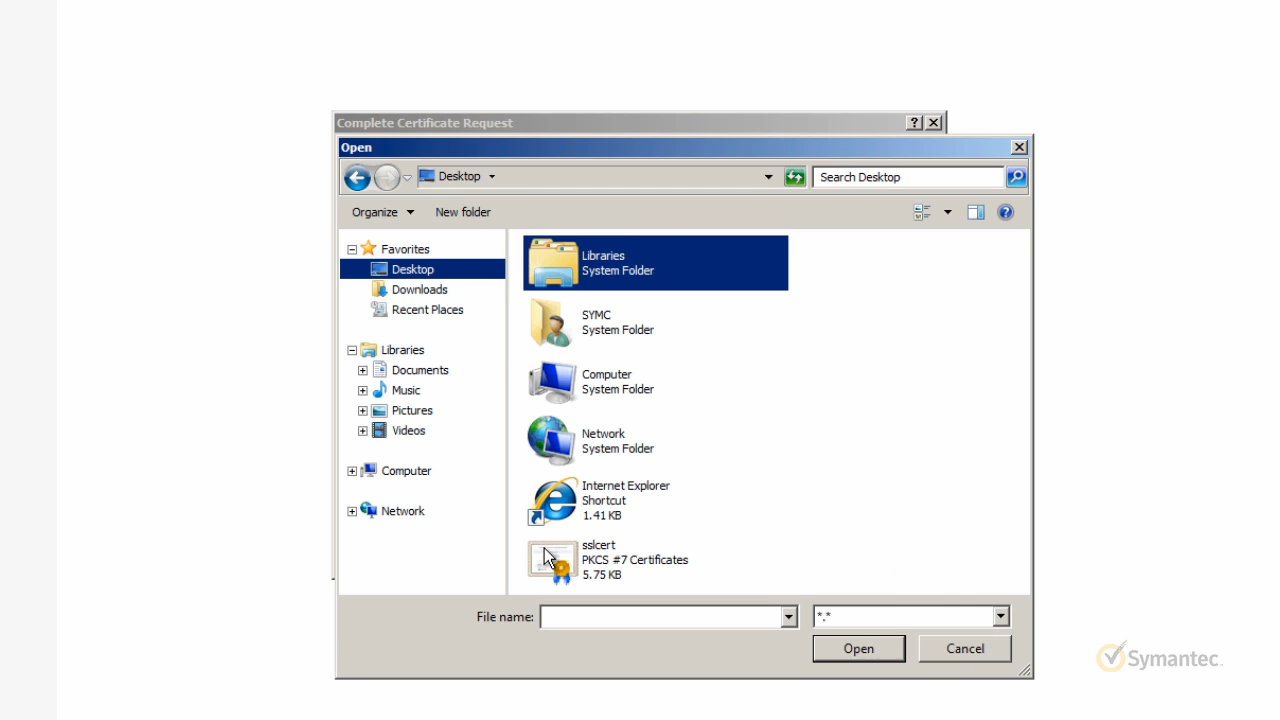 Complete Certificate Request
Open
Desktop
Search Desktop
Organize
New folder
Favorites
Desktop
Downloads
Recent Places
Libraries
Documents
Music
Pictures
Videos
Computer
Network
Libraries
System Folder
SYMC
System Folder
Computer
System Folder
Network
System Folder
Internet Explorer
Shortcut
1.41 KB
sslcert
PKCS #7 Certificates
5.75 KB
File name:
*.*
Open
Cancel
Symantec.